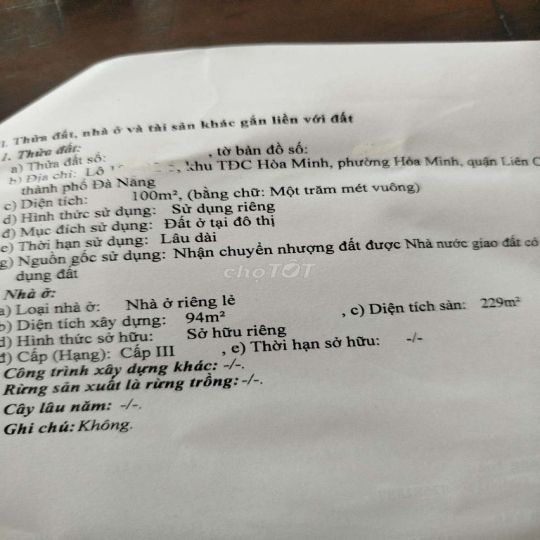 II. Thửa đất, nhà ở và tài sản khác gắn liền với đất
1. Thửa đất:
a) Thửa đất số: , tờ bản đồ số:
b) Địa chỉ: Lô , khu TĐC Hòa Minh, phường Hòa Minh, quận Liên
thành phố Đà Nẵng
c) Diện tích: 100m², (bằng chữ: Một trăm mét vuông)
d) Hình thức sử dụng: Sử dụng riêng
đ) Mục đích sử dụng: Đất ở tại đô thị
e) Thời hạn sử dụng: Lâu dài
g) Nguồn gốc sử dụng: Nhận chuyển nhượng đất được Nhà nước giao đất có
dụng đất
chợTỐT
Nhà ở:
a) Loại nhà ở: Nhà ở riêng lẻ
b) Diện tích xây dựng: 94m² , c) Diện tích sàn: 229m²
d) Hình thức sở hữu: Sở hữu riêng
đ) Cấp (Hạng): Cấp III , e) Thời hạn sở hữu: -/-
Công trình xây dựng khác: -/-.
Rừng sản xuất là rừng trồng: -/-.
Cây lâu năm: -/-.
Ghi chú: Không.